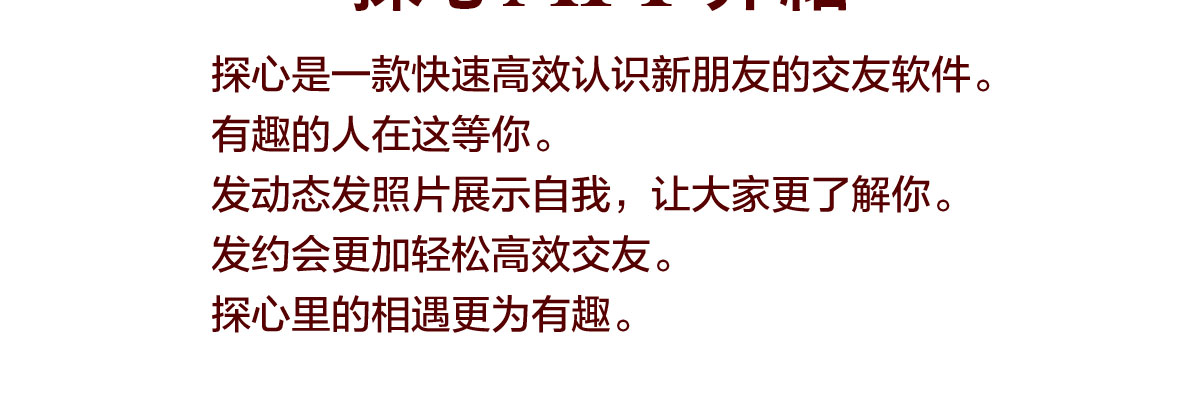 探心是一款快速高效认识新朋友的交友软件。
有趣的人在这等你。
发动态发照片展示自我，让大家更了解你。
发约会更加轻松高效交友。
探心里的相遇更为有趣。